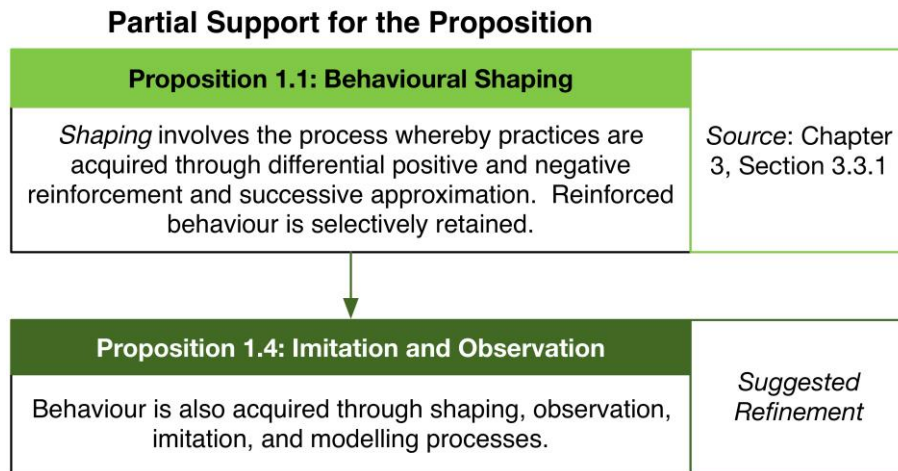 Partial Support for the Proposition
Proposition 1.1: Behavioural Shaping
Shaping involves the process whereby practices are
acquired through differential positive and negative
reinforcement and successive approximation.  Reinforced
behaviour is selectively retained.
Source: Chapter
3, Section 3.3.1
Proposition 1.4: Imitation and Observation
Behaviour is also acquired through shaping, observation,
imitation, and modelling processes.
Suggested
Refinement